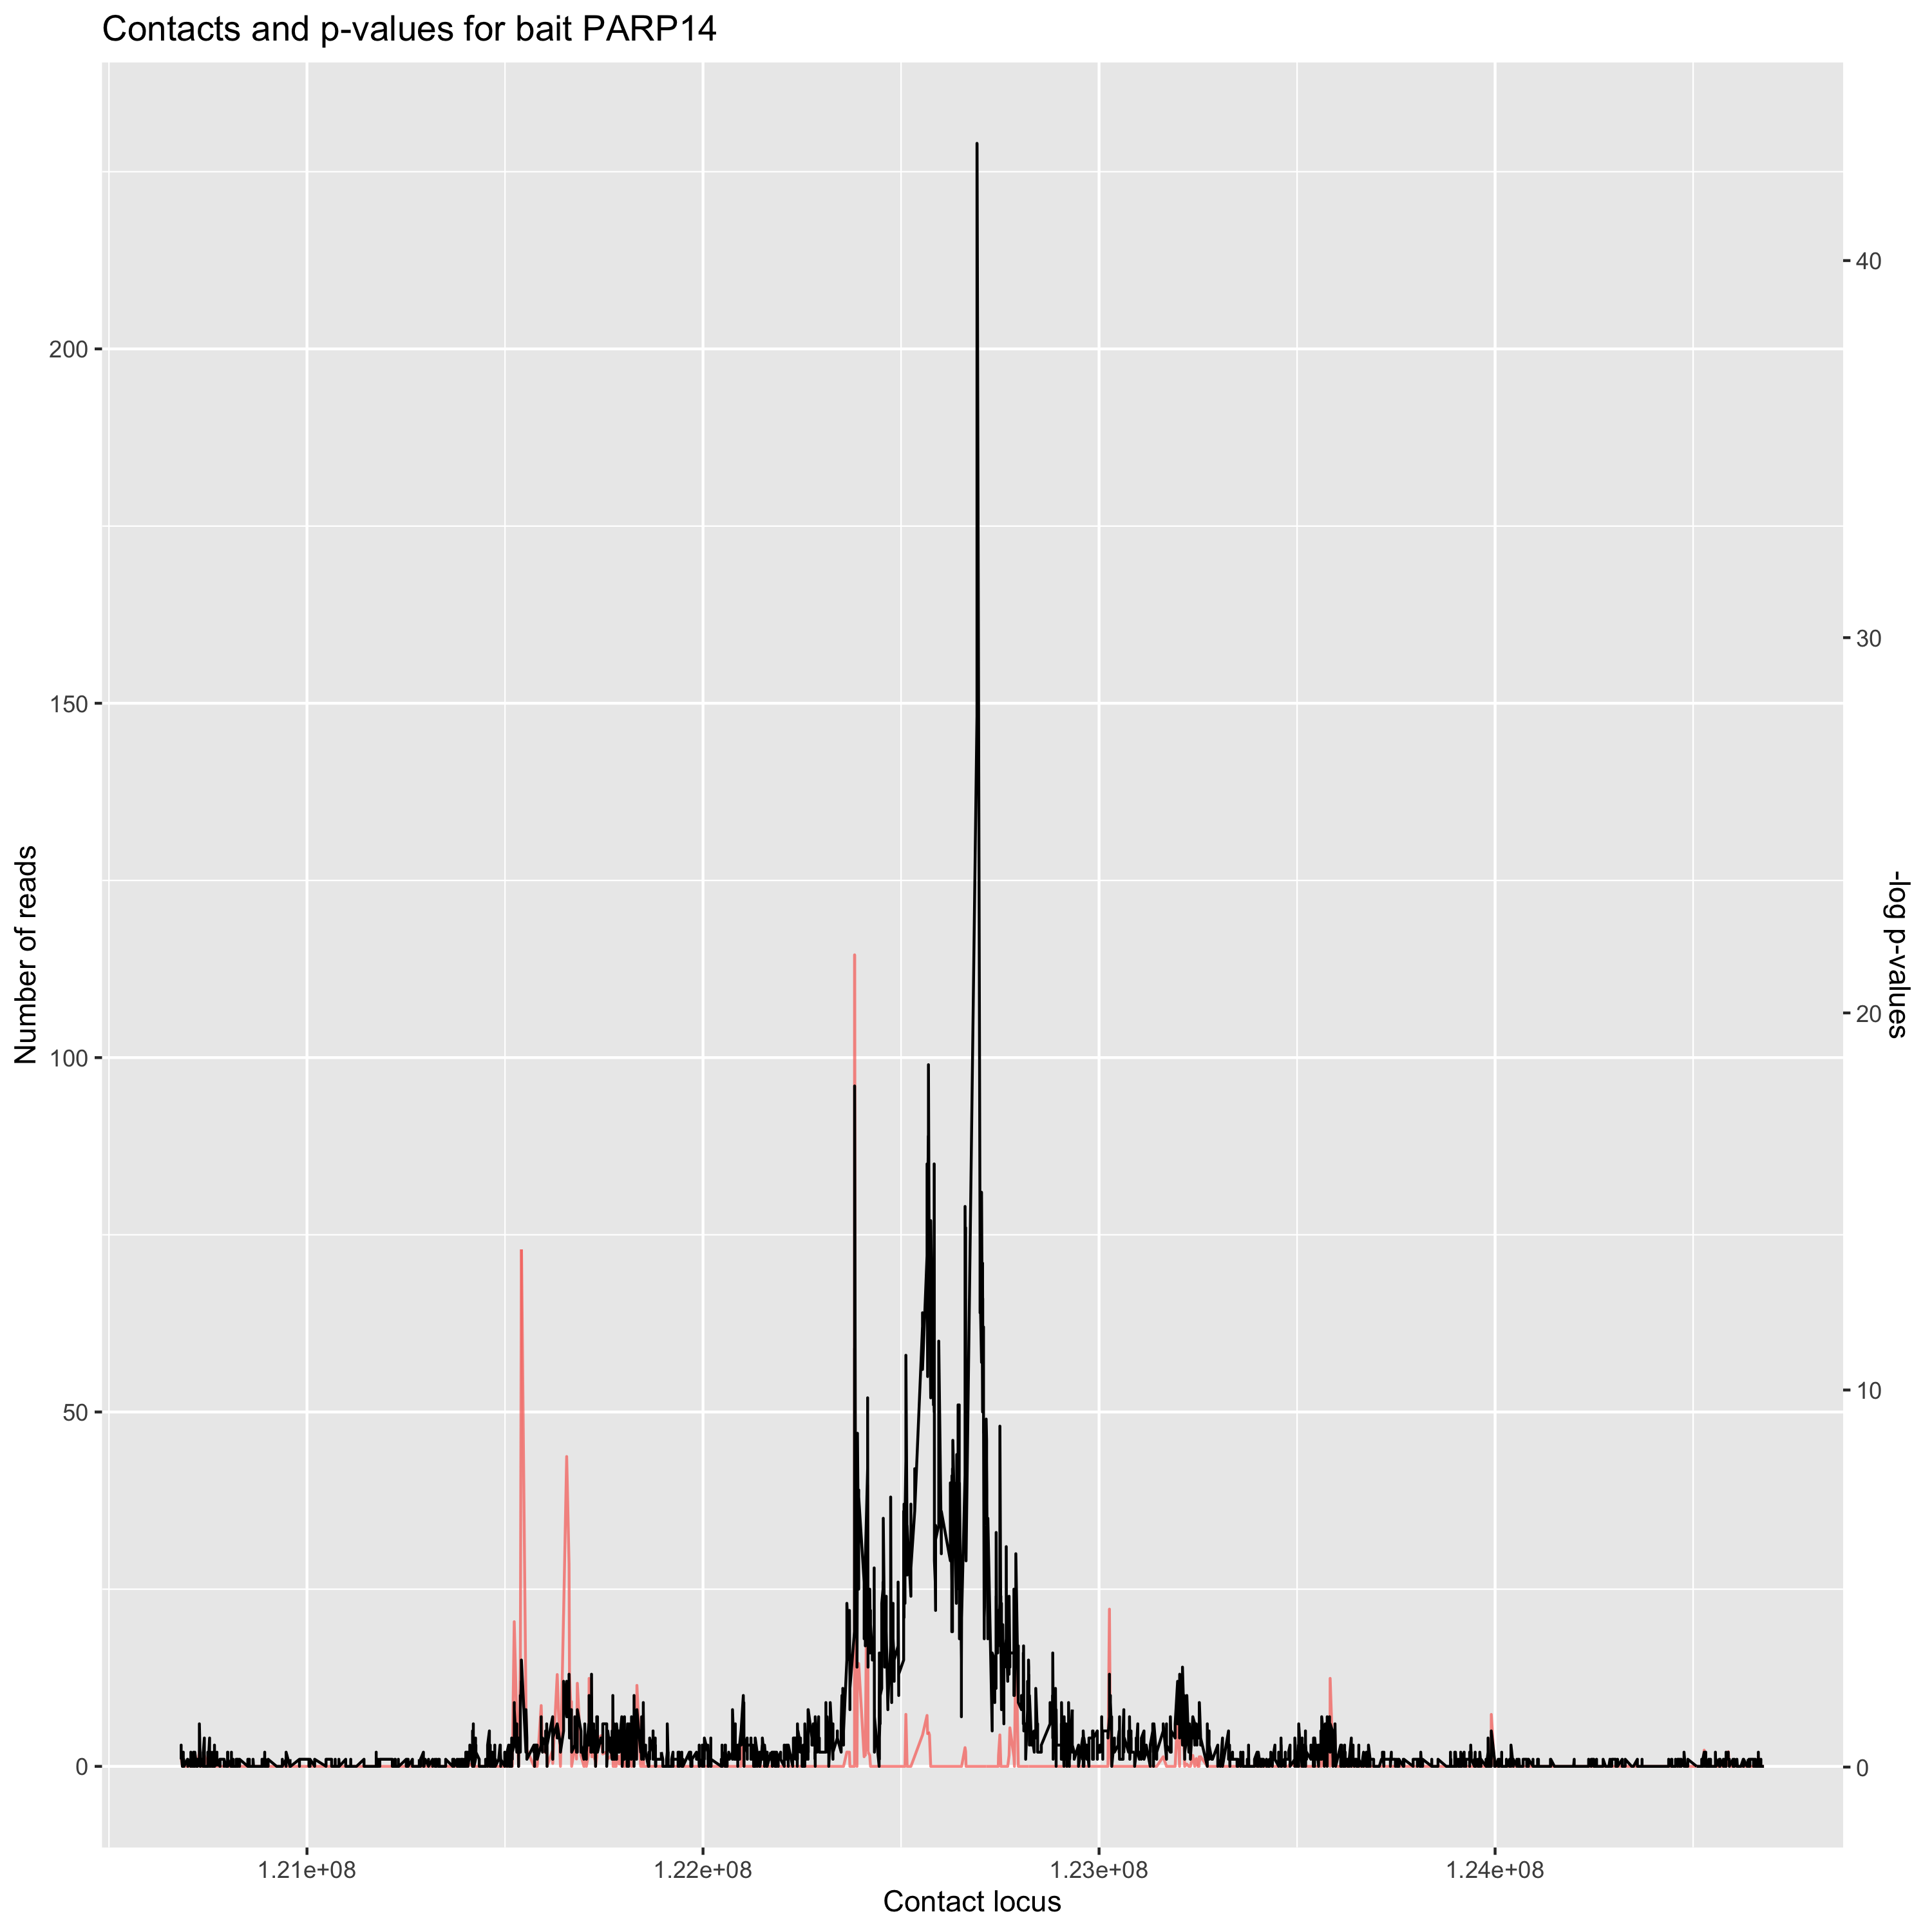 Contacts and p-values for bait PARP14
Number of reads
200
150
100
50
0
40
30
20
10
0
-log p-values
1.21e+08
1.22e+08
1.23e+08
1.24e+08
Contact locus